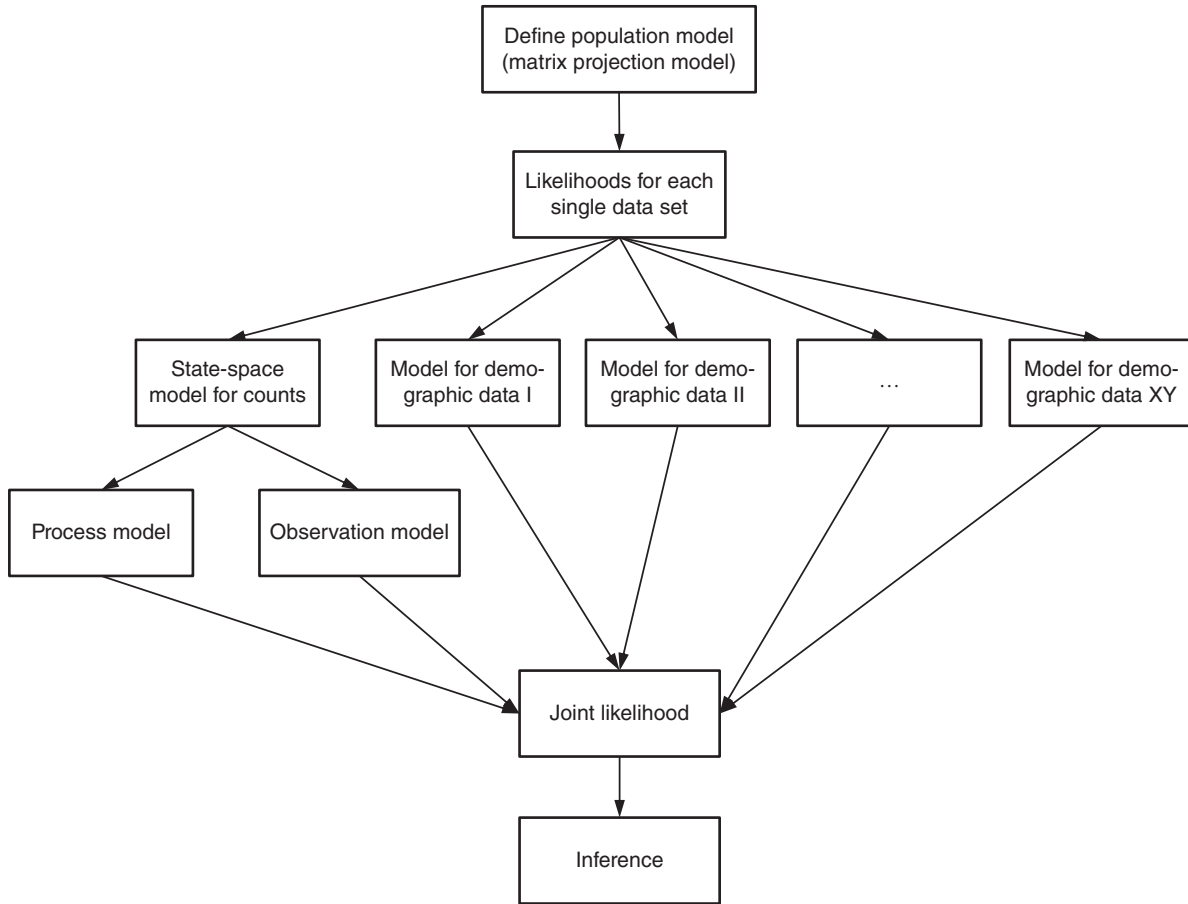 Define population model
(matrix projection model)
Likelihoods for each
single data set
State-space
model for counts
Model for demo-
graphic data I
Model for demo-
graphic data II
...
Model for demo-
graphic data XY
Process model
Observation model
Joint likelihood
Inference